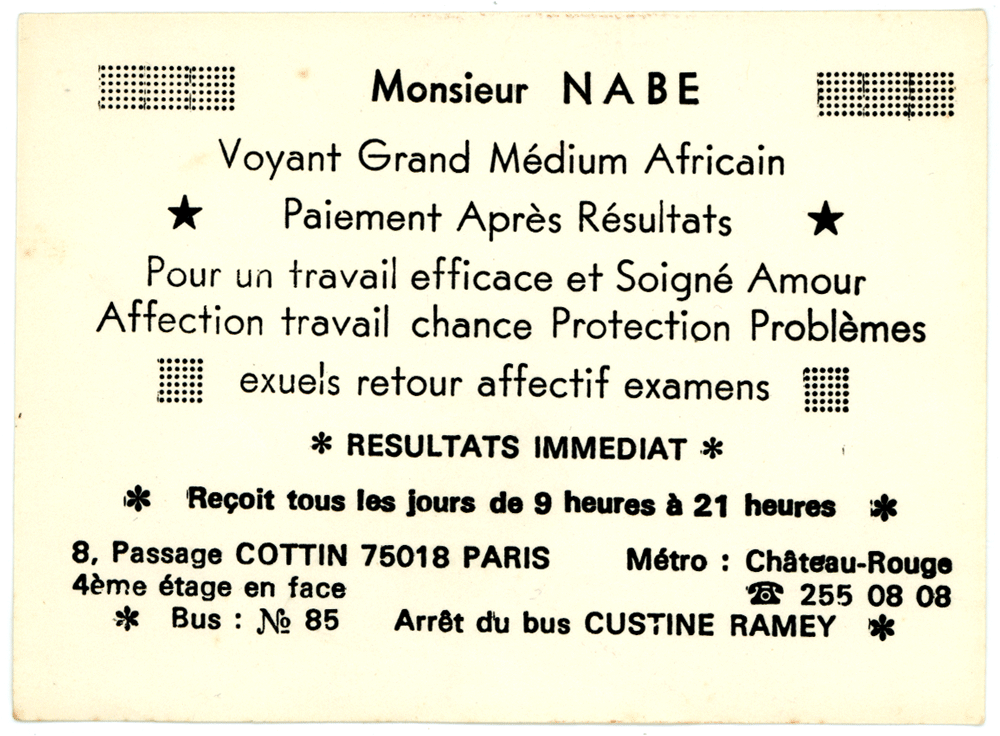 Monsieur NABE
Voyant Grand Médium Africain
★ Paiement Après Résultats ★
Pour un travail efficace et Soigné Amour
Affection travail chance Protection Problèmes
exuels retour affectif examens
* RESULTATS IMMEDIAT *
* Reçoit tous les jours de 9 heures à 21 heures *
8, Passage COTTIN 75018 PARIS Métro : Château-Rouge
4ème étage en face ☎ 255 08 08
* Bus : № 85 Arrêt du bus CUSTINE RAMEY *